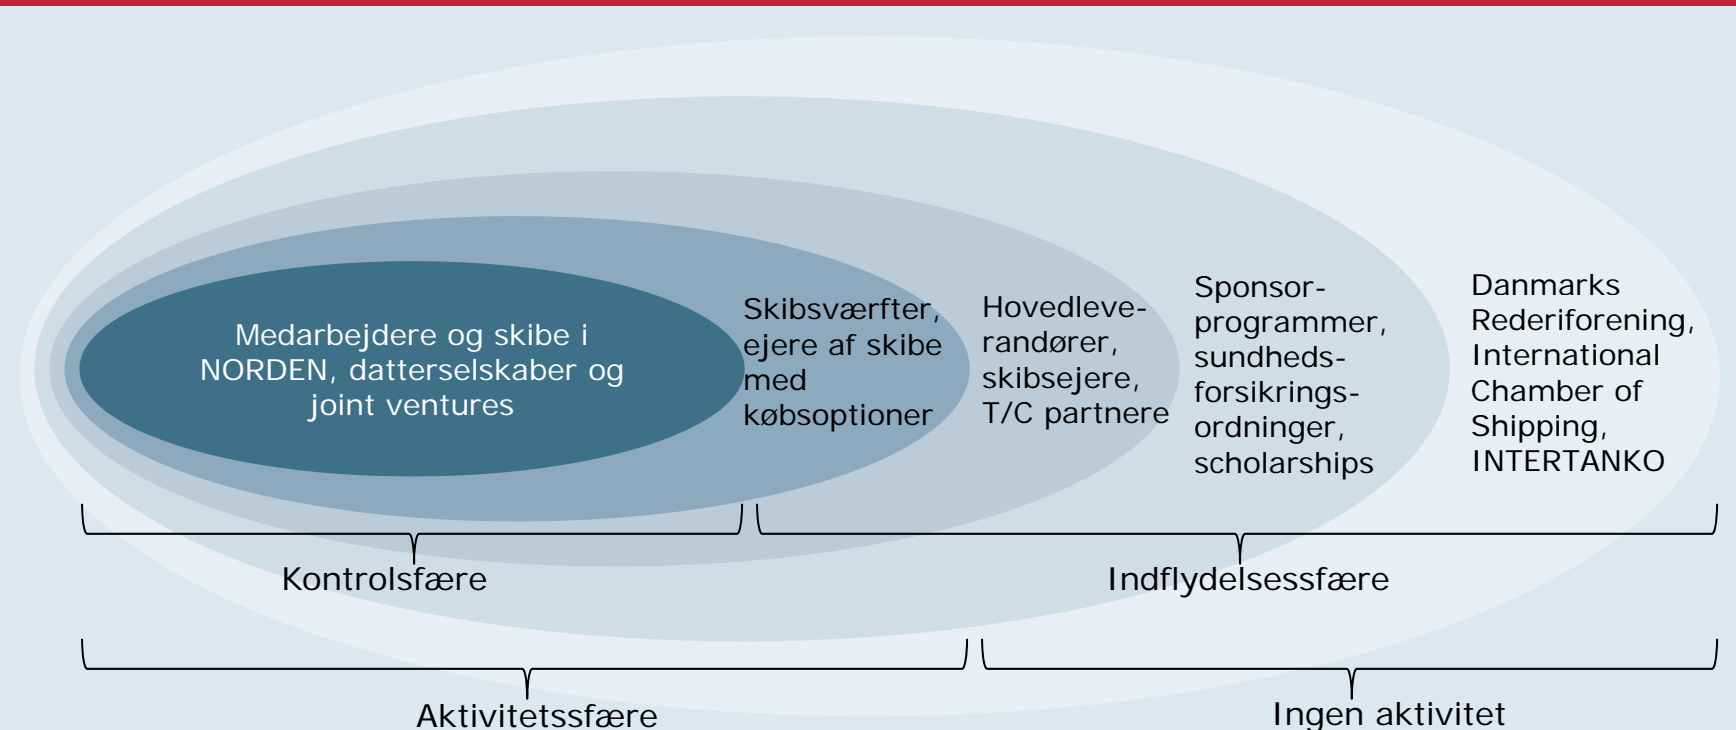 Medarbejdere og skibe i
NORDEN, datterselskaber og
joint ventures
Skibsværfter,
ejere af skibe
med
købsoptioner
Hovedleve-
randører,
skibsejere,
T/C partnere
Sponsor-
programmer,
sundheds-
forsikrings-
ordninger,
scholarships
Danmarks
Rederiforening,
International
Chamber of
Shipping,
INTERTANKO
Kontrolsfære
Indflydelsessfære
Aktivitetssfære
Ingen aktivitet